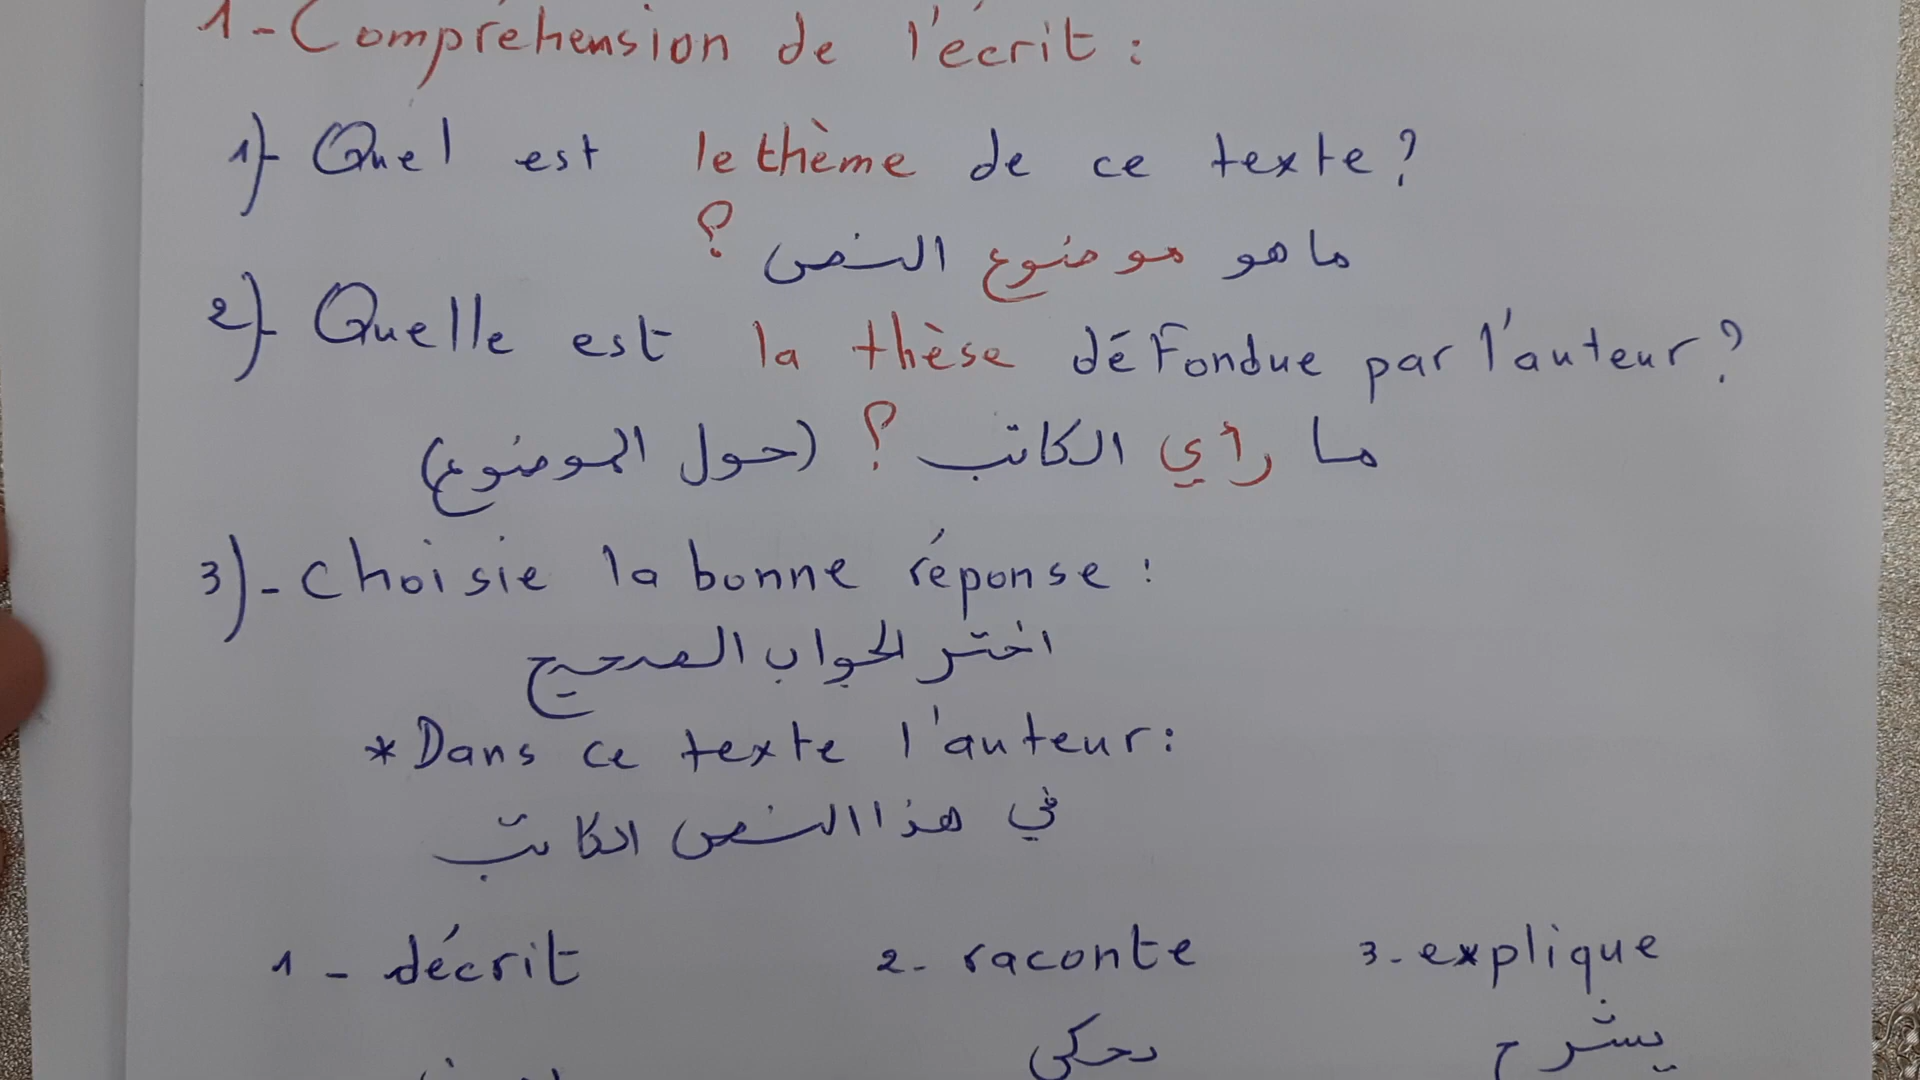 1-Compréhension de l'écrit :
1)- Quel est le thème de ce texte ?
ما هو موضوع النص ؟
2)- Quelle est la thèse défondue par l'auteur ?
ما رأي الكاتب ؟ (حول الموضوع)
3)- choisie la bonne réponse :
اختر الجواب الصحيح
*Dans ce texte l'auteur :
في هذا النص الكاتب
1 - décrit 2- raconte 3- explique
يحكي يشرح